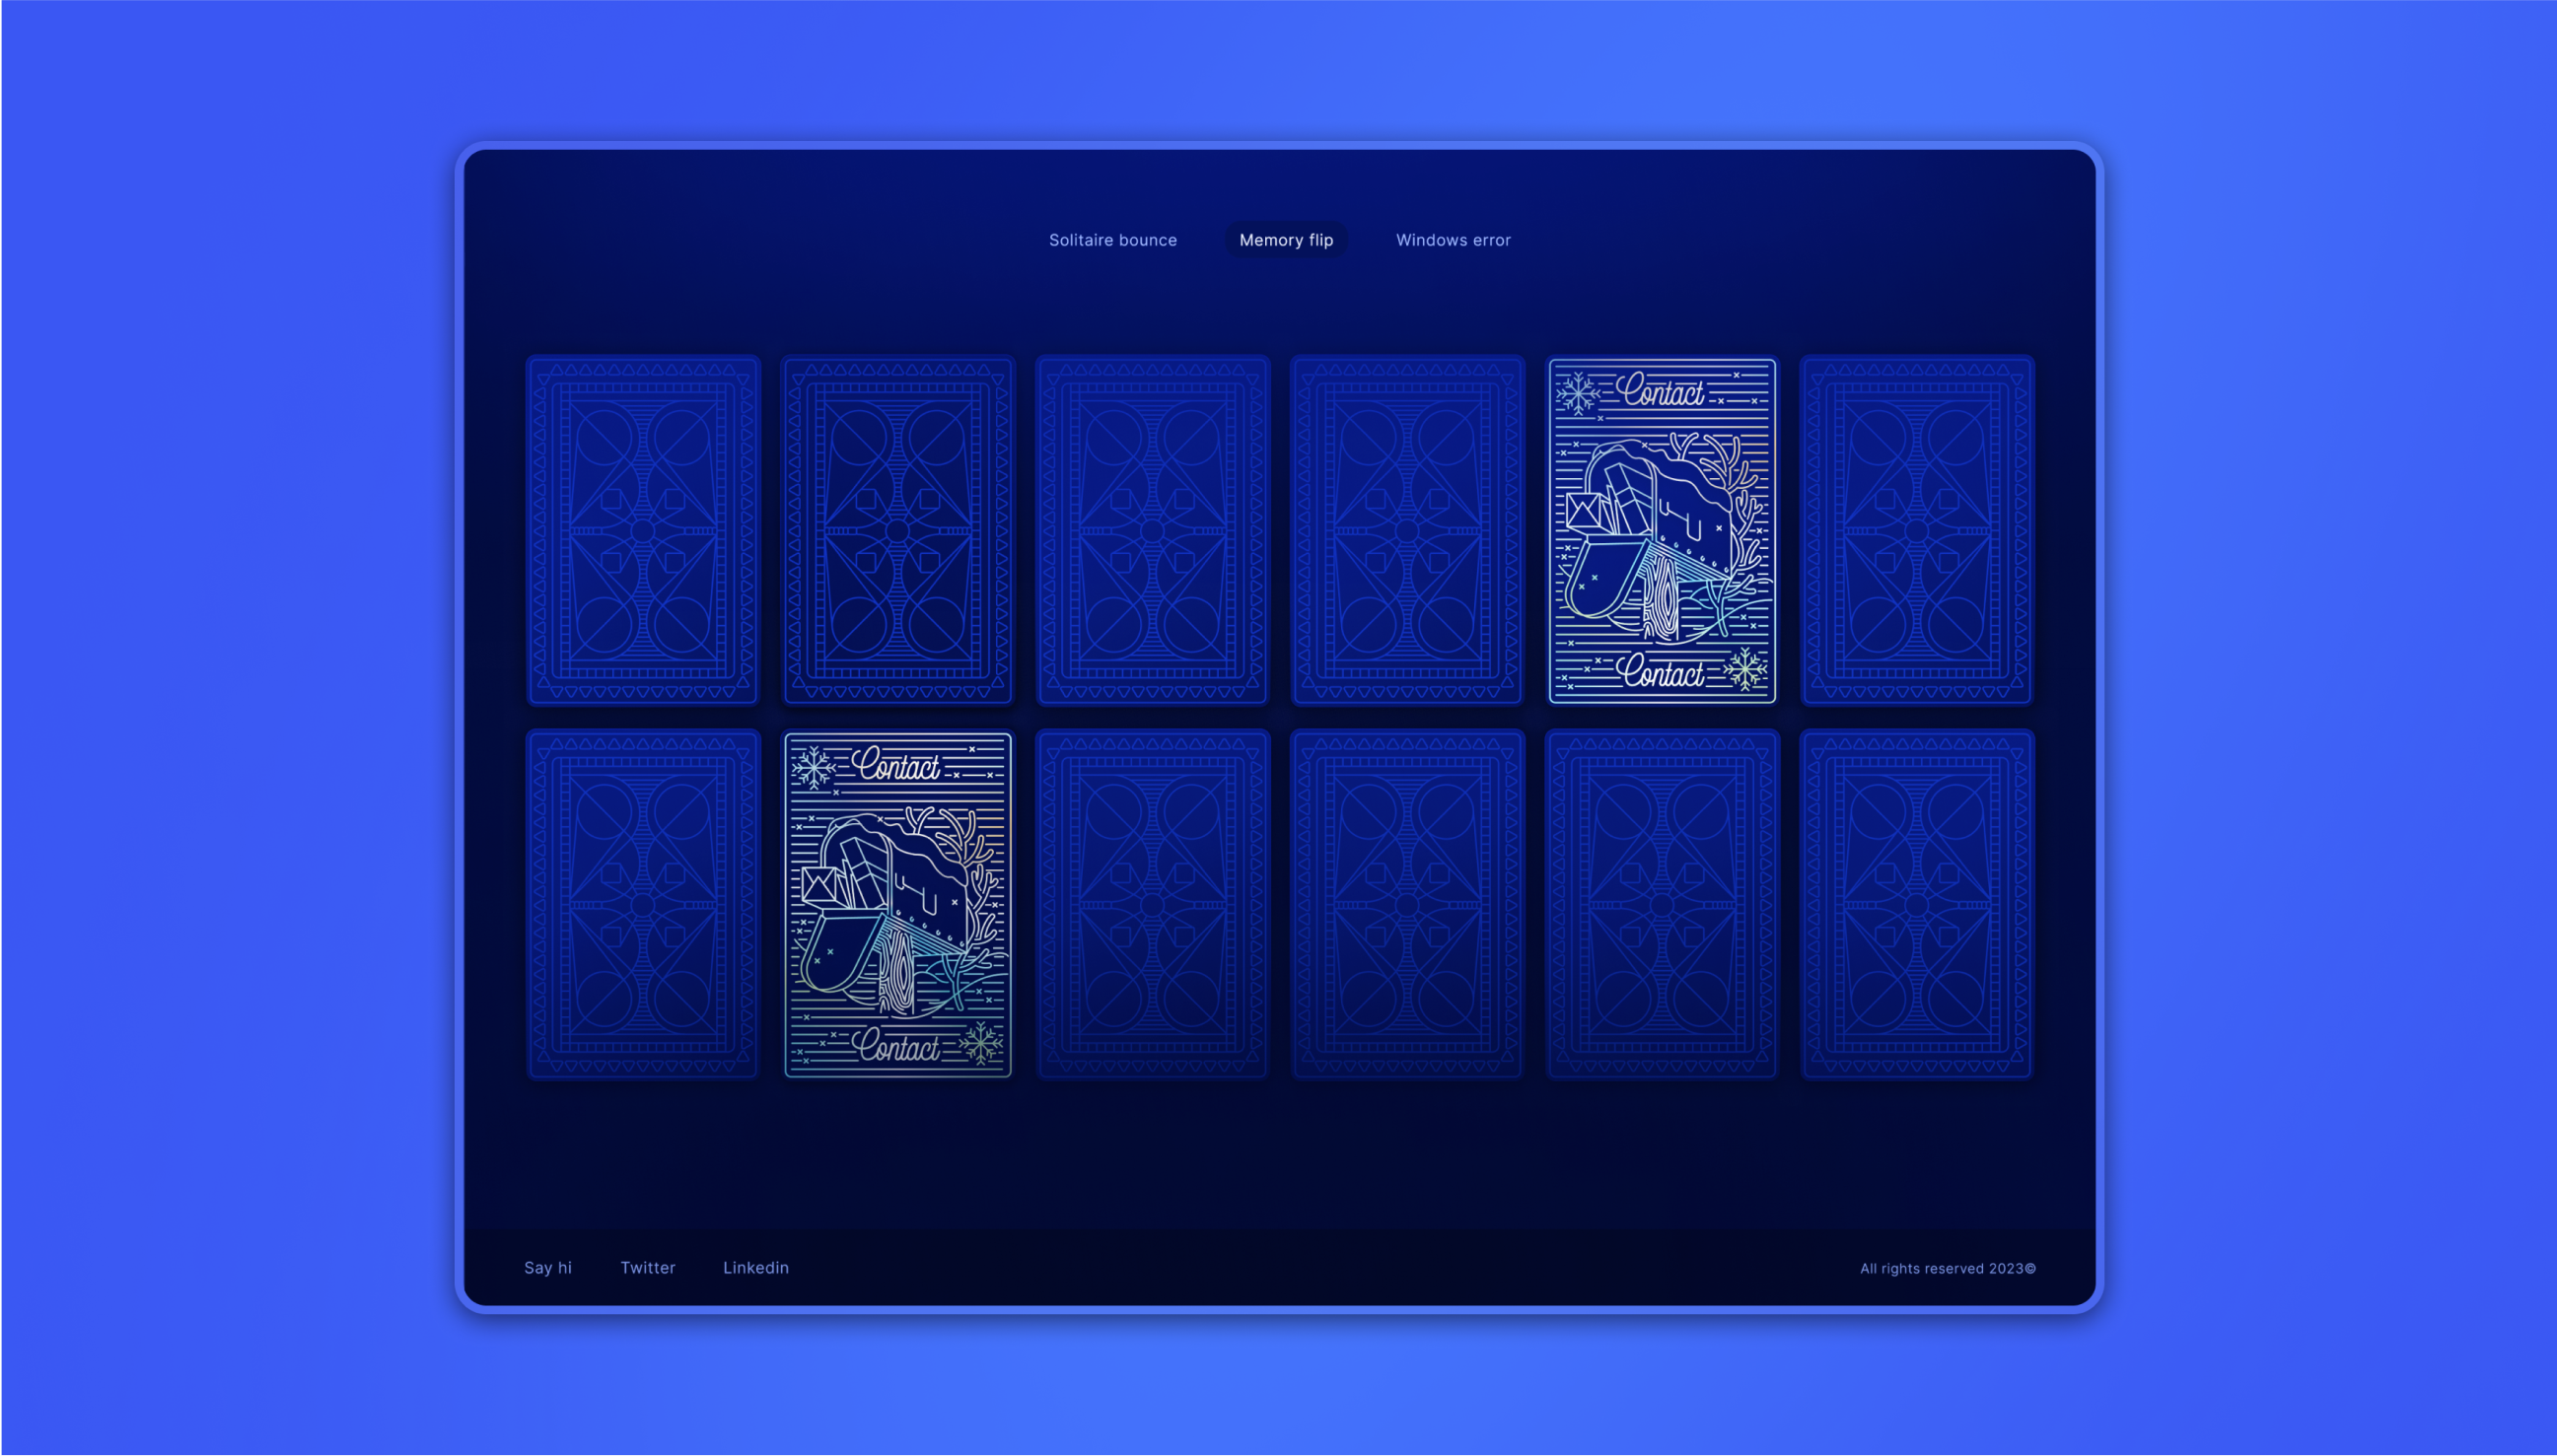 Solitaire bounce
Memory flip
Windows error
Contact
Contact
Contact
Contact
Say hi
Twitter
Linkedin
All rights reserved 2023©